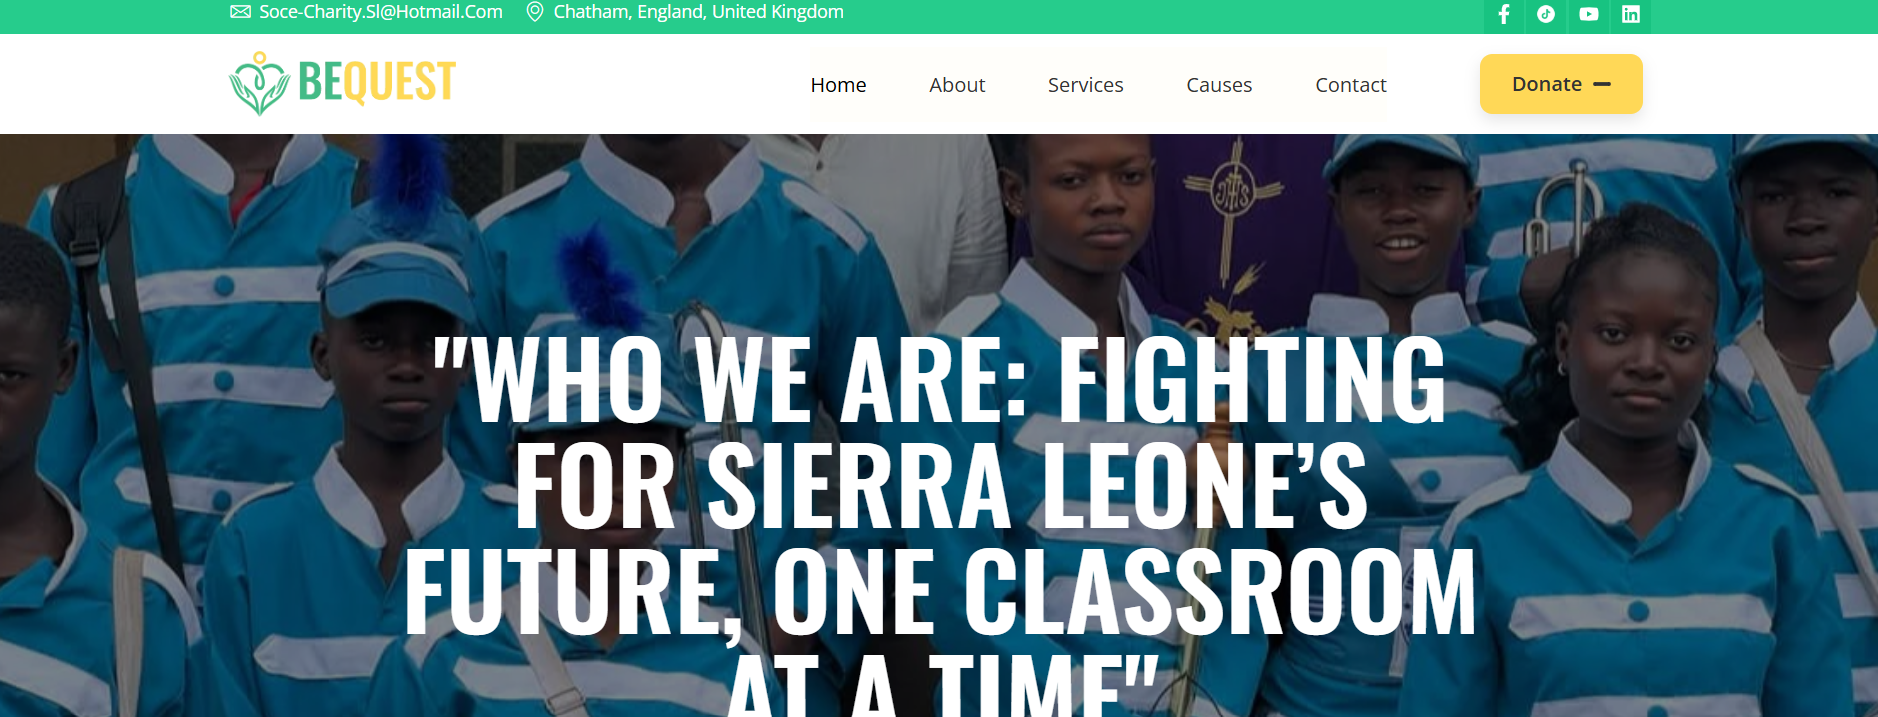 Soce-Charity.Sl@Hotmail.Com Chatham, England, United Kingdom
BEQUEST Home About Services Causes Contact Donate
JHS
"WHO WE ARE: FIGHTING
FOR SIERRA LEONE’S
FUTURE, ONE CLASSROOM
AT A TIME"